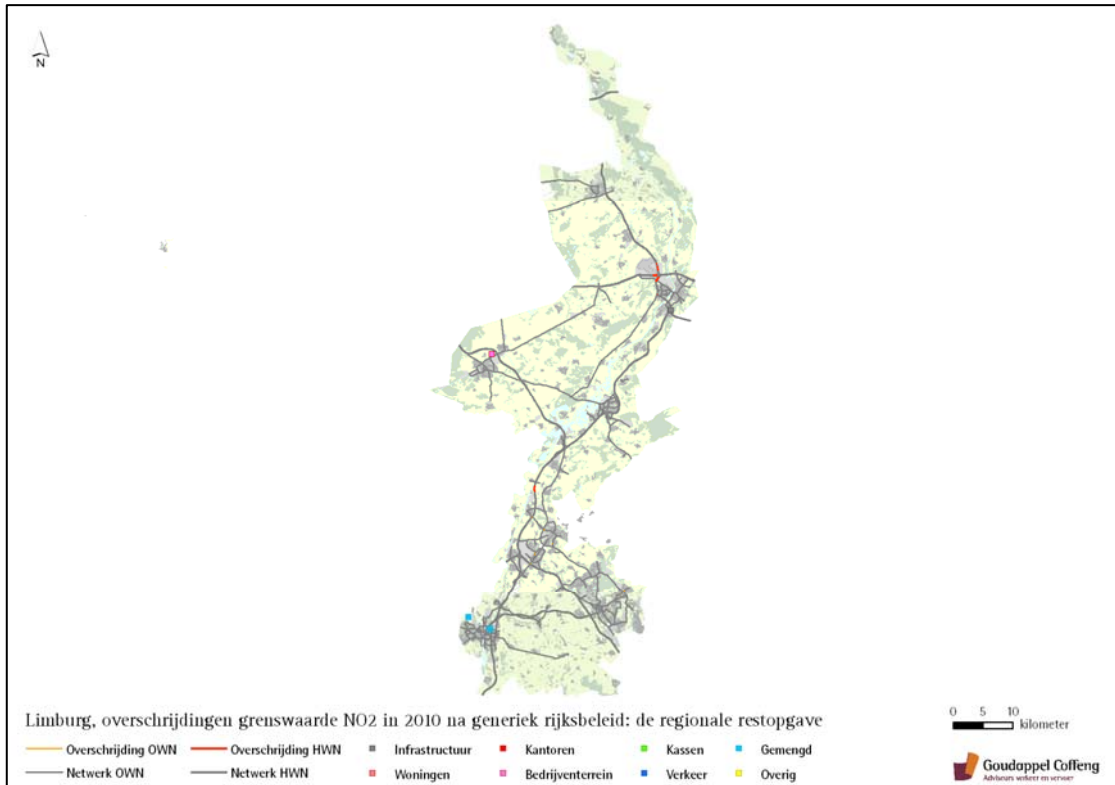 N
Limburg, overschrijdingen grenswaarde NO2 in 2010 na generiek rijksbeleid: de regionale restopgave
0 5 10
kilometer
Overschrijding OWN Overschrijding HWN Infrastructuur Kantoren Kassen Gemengd
Netwerk OWN Netwerk HWN Woningen Bedrijventerrein Verkeer Overig
Goudappel Coffeng
Adviseurs verkeer en vervoer